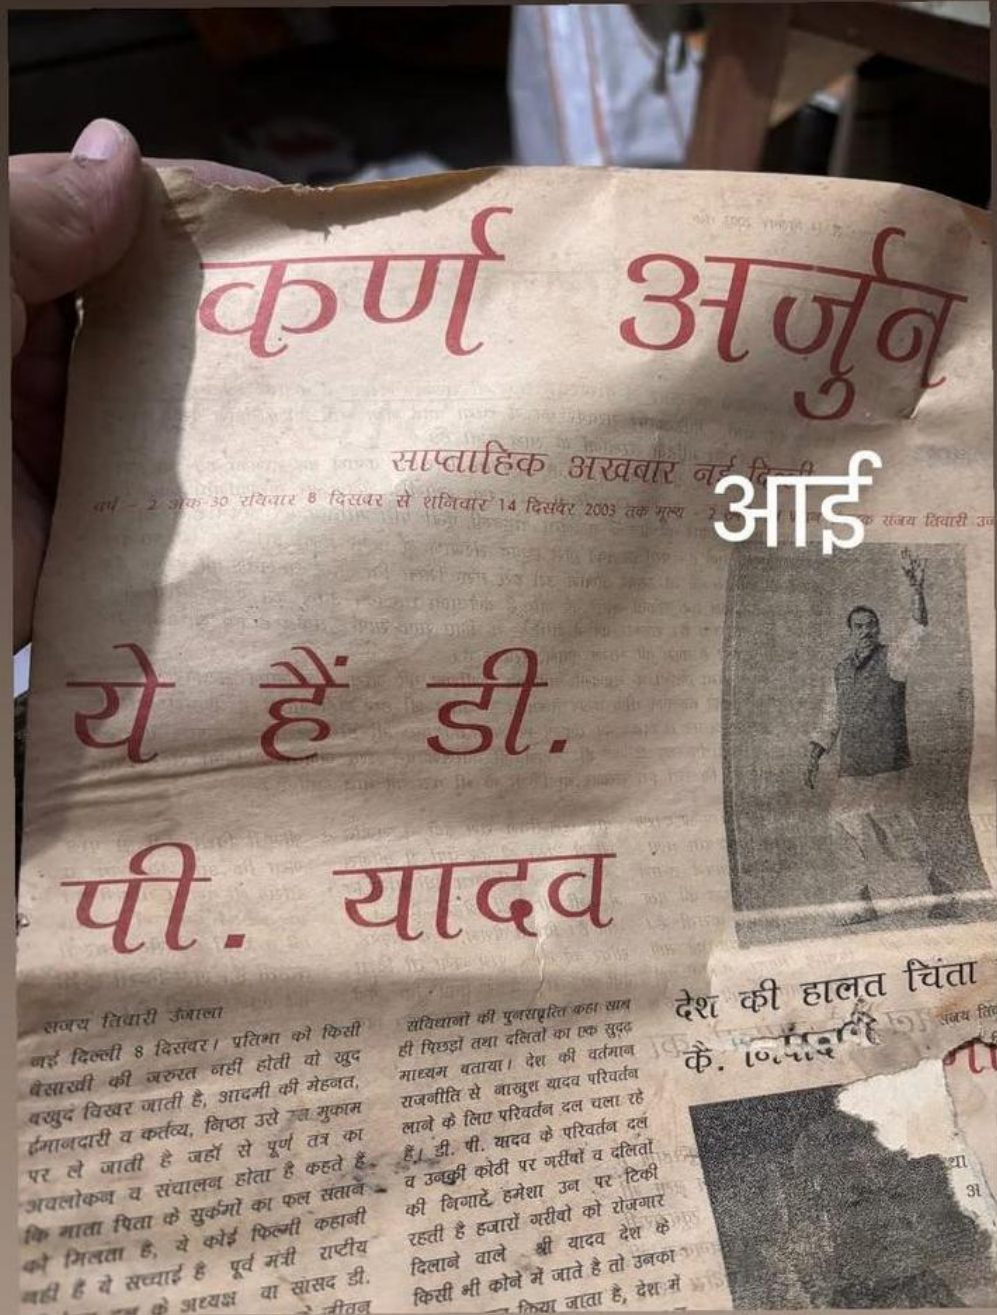 कर्ण अर्जुन
साप्ताहिक अखबार नई दिल्ली
वर्ष - 2 अंक-30 रविवार 8 दिसंबर से शनिवार 14 दिसंबर 2003 तक मूल्य - 2
संजय तिवारी
आई
ये हैं डी.
पी. यादव
संजय तिवारी उजाला
नई दिल्ली 8 दिसंबर। प्रतिभा को किसी
बैसाखी की जरुरत नहीं होती वो खुद
बखुद विखर जाती है, आदमी की मेहनत,
ईमानदारी व कर्तव्य, निष्ठा उसे उस मुकाम
पर ले जाती है जहॉ से पूर्ण तत्र का
अवलोकन व संचालन होता है कहते हैं
कि माता पिता के सुकर्मो का फल संतान
को मिलता है, ये कोई फिल्मी कहानी
नही है ये सच्चाई है पूर्व मंत्री राष्टीय
के अध्यक्ष वा सांसद डी.
जीवन
संविधानों की पुनरावृत्ति कहा साथ
ही पिछड़ों तथा दलितों का एक सुदृढ़
माध्यम बताया। देश की वर्तमान
राजनीति से नाखुश यादव परिवर्तन
लाने के लिए परिवर्तन दल चला रहे
हैं। डी. पी. यादव के परिवर्तन दल
व उनकी कोठी पर गरीबों व दलितों
की निगाहें हमेशा उन पर टिकी
रहती है हजारों गरीबों को रोजगार
दिलाने वाले श्री यादव देश के
किसी भी कोने में जाते है तो उनका
किया जाता है, देश में
देश की हालत चिंता
कै.
संजय